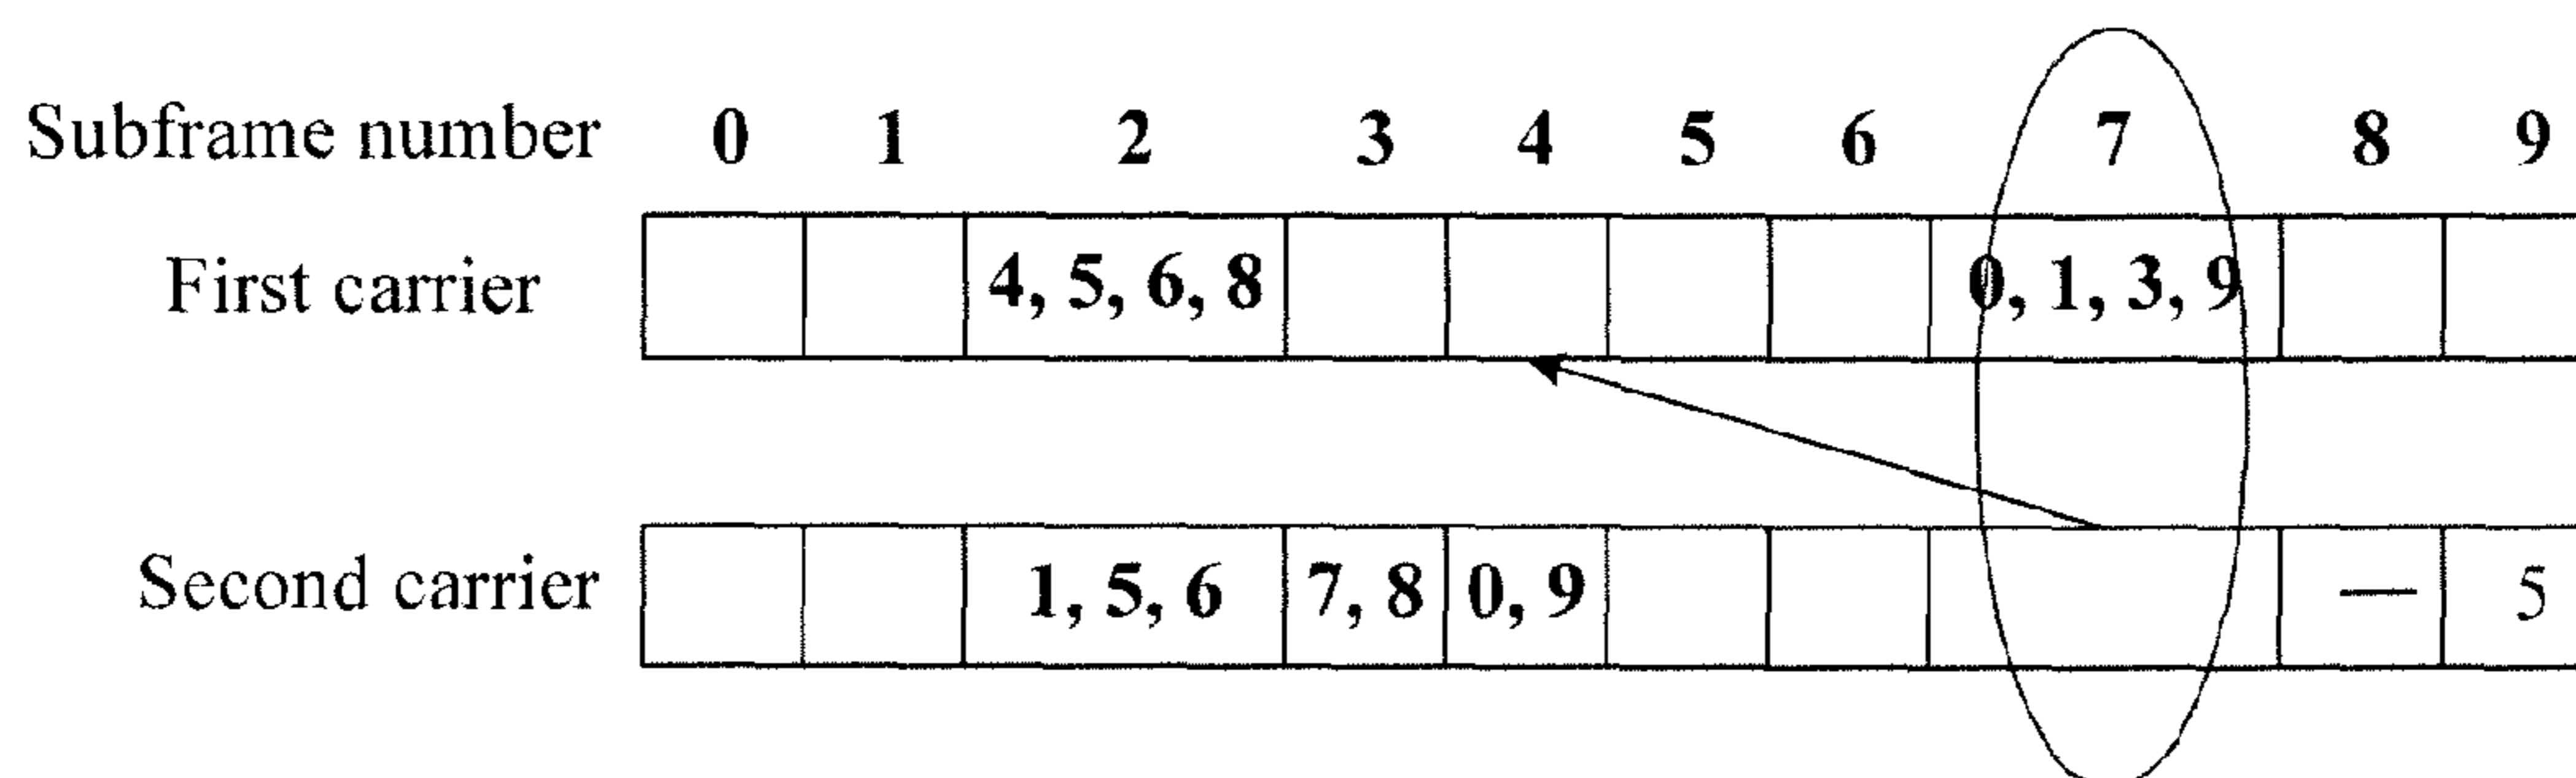 Subframe number 0 1 2 3 4 5 6 7 8 9
First carrier 4, 5, 6, 8 0, 1, 3, 9
Second carrier 1, 5, 6 7, 8 0, 9 — 5